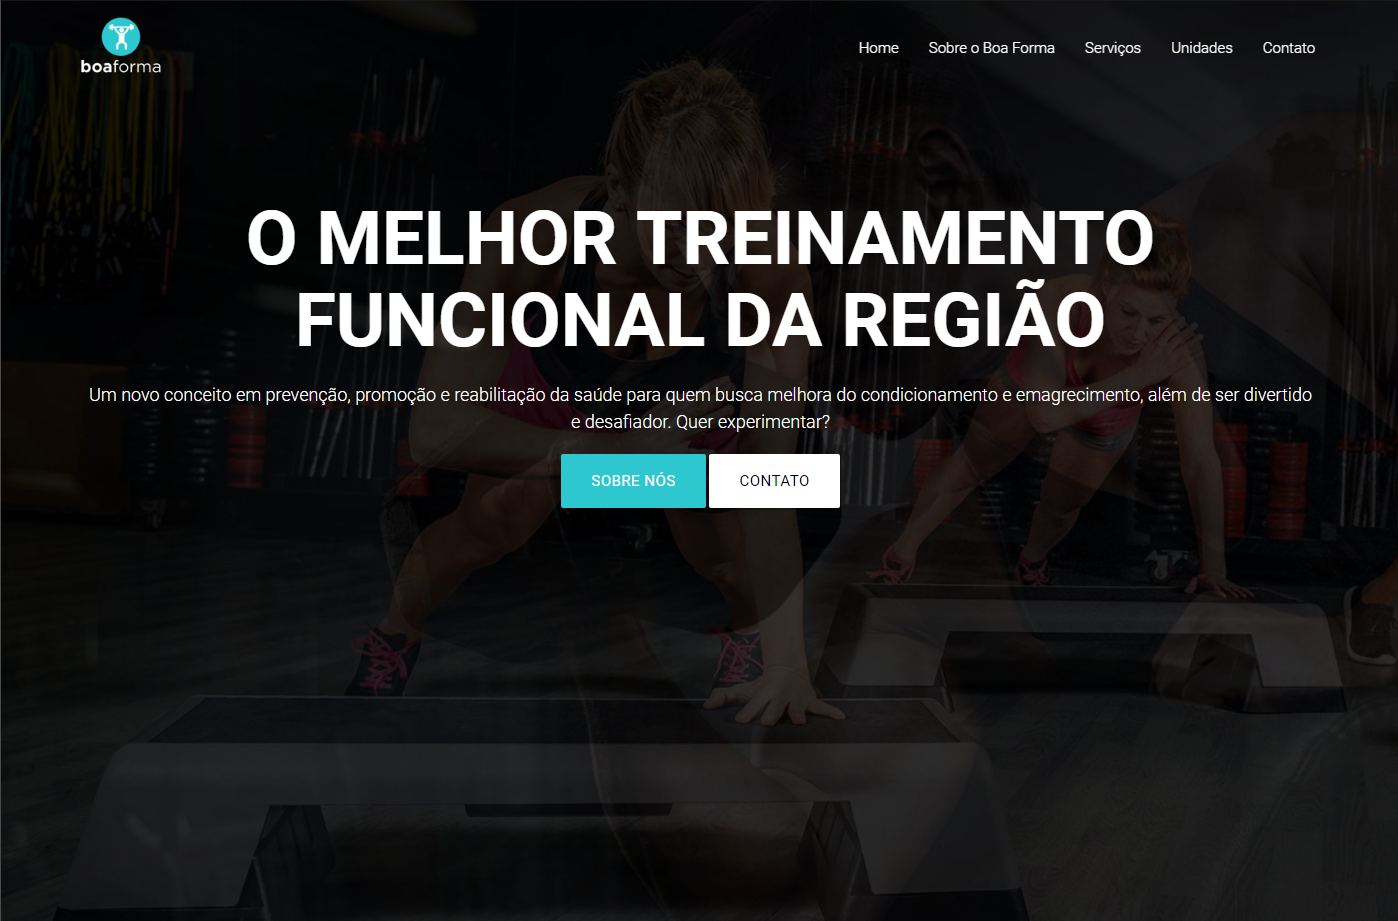 boaforma
Home
Sobre o Boa Forma
Serviços
Unidades
Contato
O MELHOR TREINAMENTO
FUNCIONAL DA REGIÃO
Um novo conceito em prevenção, promoção e reabilitação da saúde para quem busca melhora do condicionamento e emagrecimento, além de ser divertido
e desafiador. Quer experimentar?
SOBRE NÓS
CONTATO